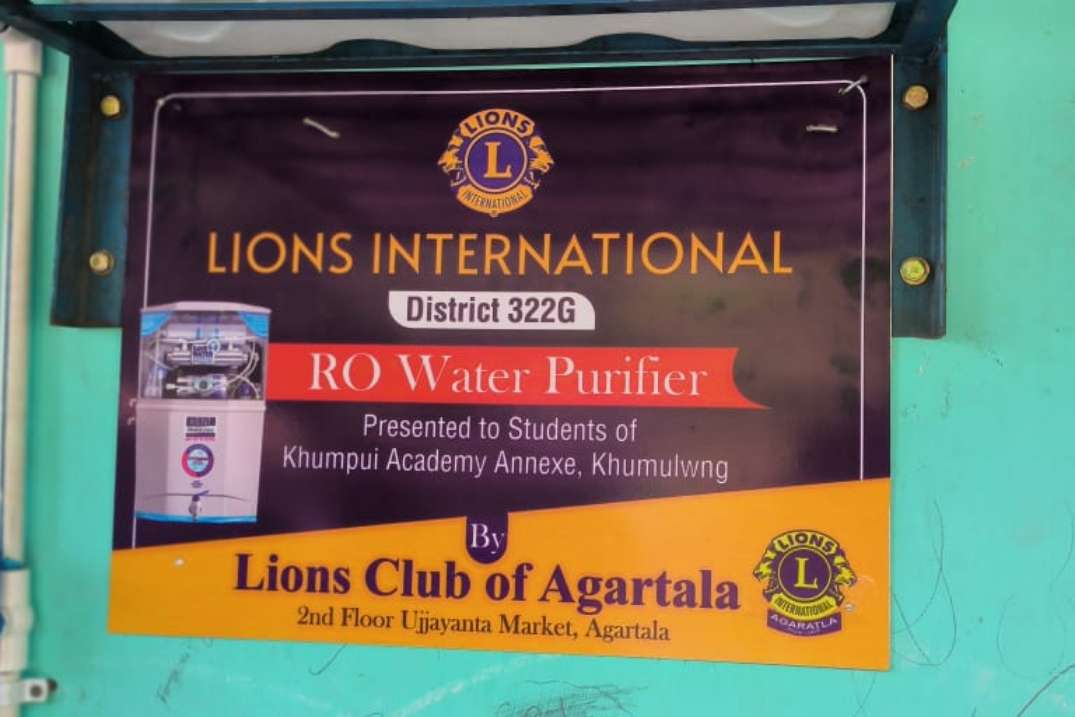 LIONS
L
INTERNATIONAL
LIONS INTERNATIONAL
District 322G
RO Water Purifier
Presented to Students of
Khumpui Academy Annexe, Khumulwng
By
Lions Club of Agartala
2nd Floor Ujjayanta Market, Agartala
LIONS
L
INTERNATIONAL
AGARATLA